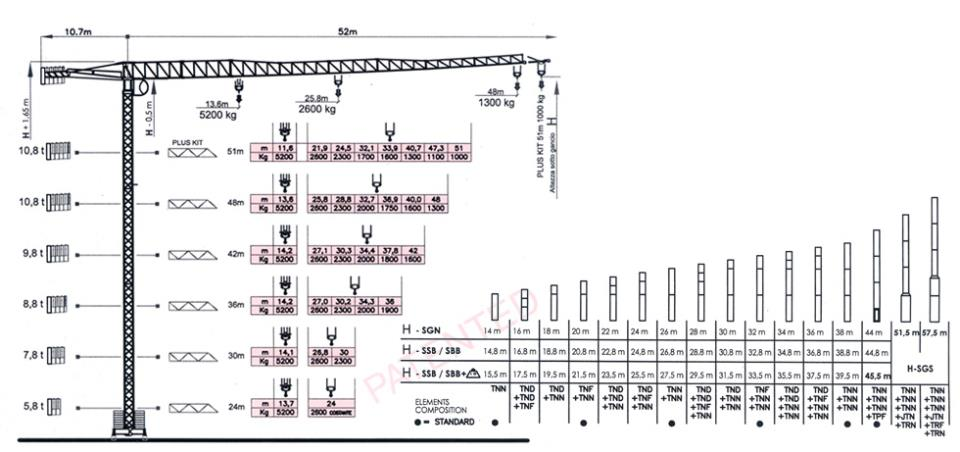 10.7m 52m
H + 1.65 m
H - 0.5 m
13.6m
5200 kg
25.8m
2600 kg
48m
1300 kg
PLUS KIT 51m 1000 kg
Altezza sotto gancio H
10,8 t PLUS KIT 51m
m 11,6 21,9 24,5 32,1 33,9 40,7 47,3 51
Kg 5200 2600 2300 1700 1600 1300 1100 1000
10,8 t 48m
m 13,6 25,8 28,8 32,7 36,9 40,0 48
Kg 5200 2600 2300 2000 1750 1600 1300
9,8 t 42m
m 14,2 27,1 30,3 34,4 37,8 42
Kg 5200 2600 2300 2000 1800 1600
8,8 t 36m
m 14,2 27,0 30,2 34,3 36
Kg 5200 2600 2300 2000 1900
7,8 t 30m
m 14,1 26,8 30
Kg 5200 2600 2300
5,8 t 24m
m 13,7 24
Kg 5200 2600
PATENTED
H - SGN 14 m 16 m 18 m 20 m 22 m 24 m 26 m 28 m 30 m 32 m 34 m 36 m 38 m 44 m 51,5 m 57,5 m
H - SSB / SBB 14,8 m 16.8 m 18,8 m 20,8 m 22,8 m 24,8 m 26,8 m 28,8 m 30,8 m 32,8 m 34,8 m 36,8 m 38,8 m 44,8 m
H-SGS
H - SSB / SBB+ 15,5 m 17,5 m 19,5 m 21,5 m 23,5 m 25,5 m 27,5 m 29,5 m 31,5 m 33,5 m 35,5 m 37,5 m 39,5 m 45,5 m
ELEMENTS
COMPOSITION
● = STANDARD
TNN
TND +TND +TNF
TND +TNN
TNF +TNN
TND +TNF +TNN
TND +TNF +TNN
TNN +TNN
TND +TND +TNF +TNN
TND +TNN +TNN
TNF +TNN +TNN
TND +TNF +TNN +TNN
TND +TNF +TNN +TNN
TNN +TNN +TNN
TNN +TNN +TNN +TPF
TNN +TNN +TNN +JTN +TRN
TNN +TNN +TNN +JTN +TRF +TRN